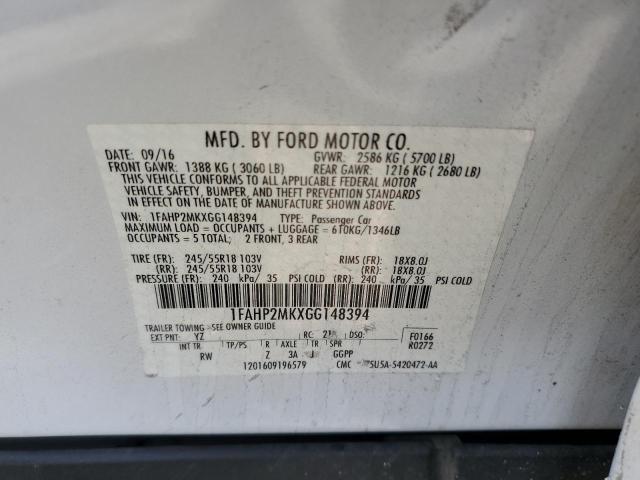 MFD. BY FORD MOTOR CO.
DATE: 09/16 GVWR: 2586 KG ( 5700 LB)
FRONT GAWR: 1388 KG ( 3060 LB) REAR GAWR: 1216 KG ( 2680 LB)
THIS VEHICLE CONFORMS TO ALL APPLICABLE FEDERAL MOTOR
VEHICLE SAFETY, BUMPER, AND THEFT PREVENTION STANDARDS
IN EFFECT ON THE DATE OF MANUFACTURE SHOWN ABOVE.
VIN: 1FAHP2MKXGG148394 TYPE: Passenger Car
MAXIMUM LOAD = OCCUPANTS + LUGGAGE = 610KG/1346LB
OCCUPANTS = 5 TOTAL; 2 FRONT, 3 REAR
TIRE (FR): 245/55R18 103V RIMS (FR): 18X8.0J
(RR): 245/55R18 103V (RR): 18X8.0J
PRESSURE (FR): 240 kPa/ 35 PSI COLD (RR): 240 kPa/ 35 PSI COLD
1FAHP2MKXGG148394
TRAILER TOWING - SEE OWNER GUIDE
EXT PNT: YZ RC: DSO: F0166
INT TR TP/PS R AXLE TR SPR R0272
RW Z 3A J GGPP
1201609196579 CMC 5U5A-5420472-AA